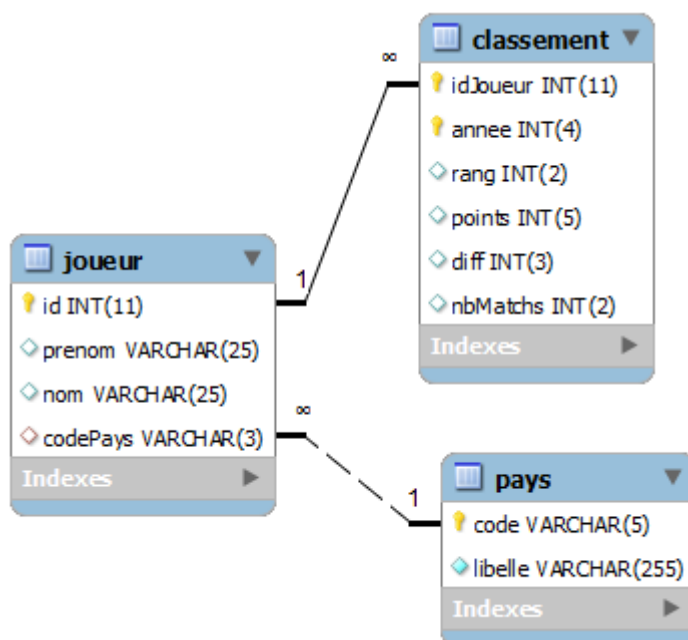 classement
idJoueur INT(11)
annee INT(4)
rang INT(2)
points INT(5)
diff INT(3)
nbMatchs INT(2)
Indexes
∞
1
joueur
id INT(11)
prenom VARCHAR(25)
nom VARCHAR(25)
codePays VARCHAR(3)
Indexes
∞
1
pays
code VARCHAR(5)
libelle VARCHAR(255)
Indexes